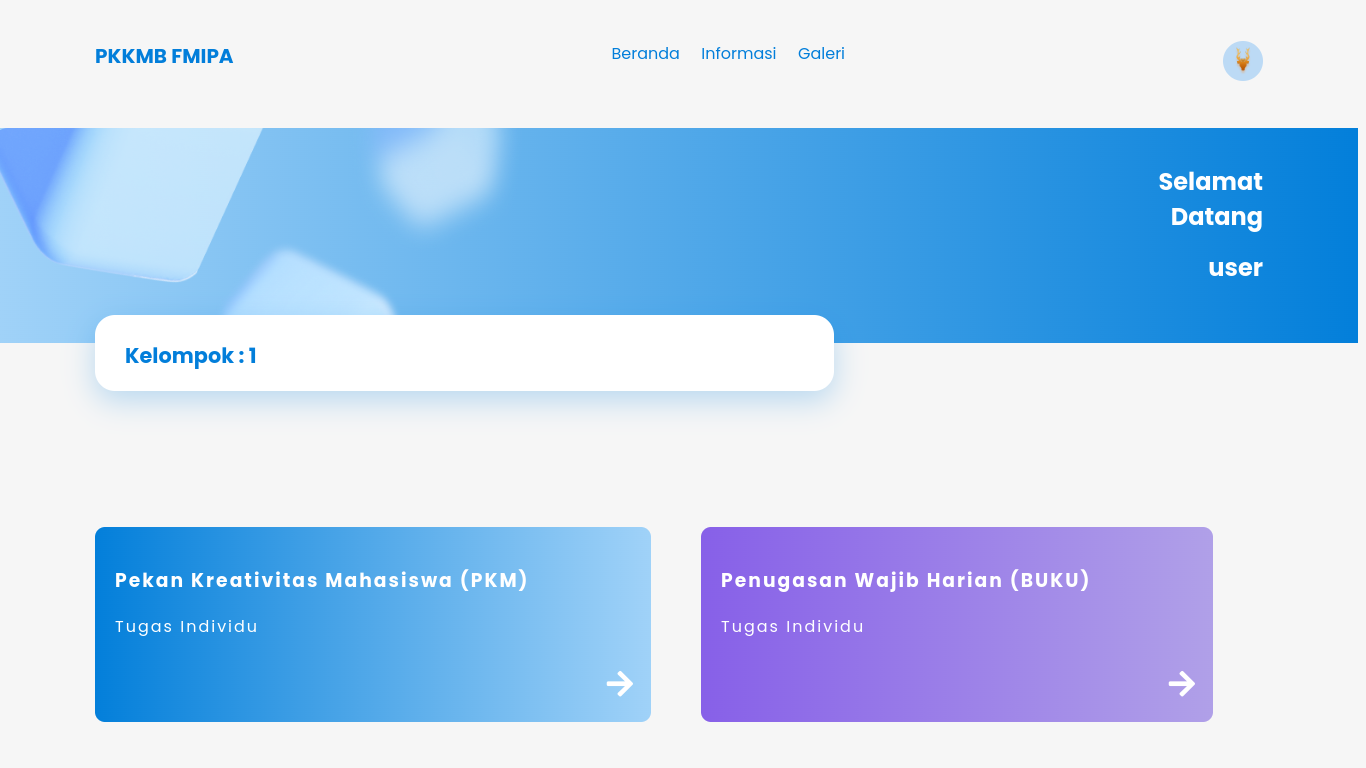 PKKMB FMIPA
Beranda Informasi Galeri
Selamat
Datang
user
Kelompok : 1
Pekan Kreativitas Mahasiswa (PKM)
Tugas Individu
Penugasan Wajib Harian (BUKU)
Tugas Individu